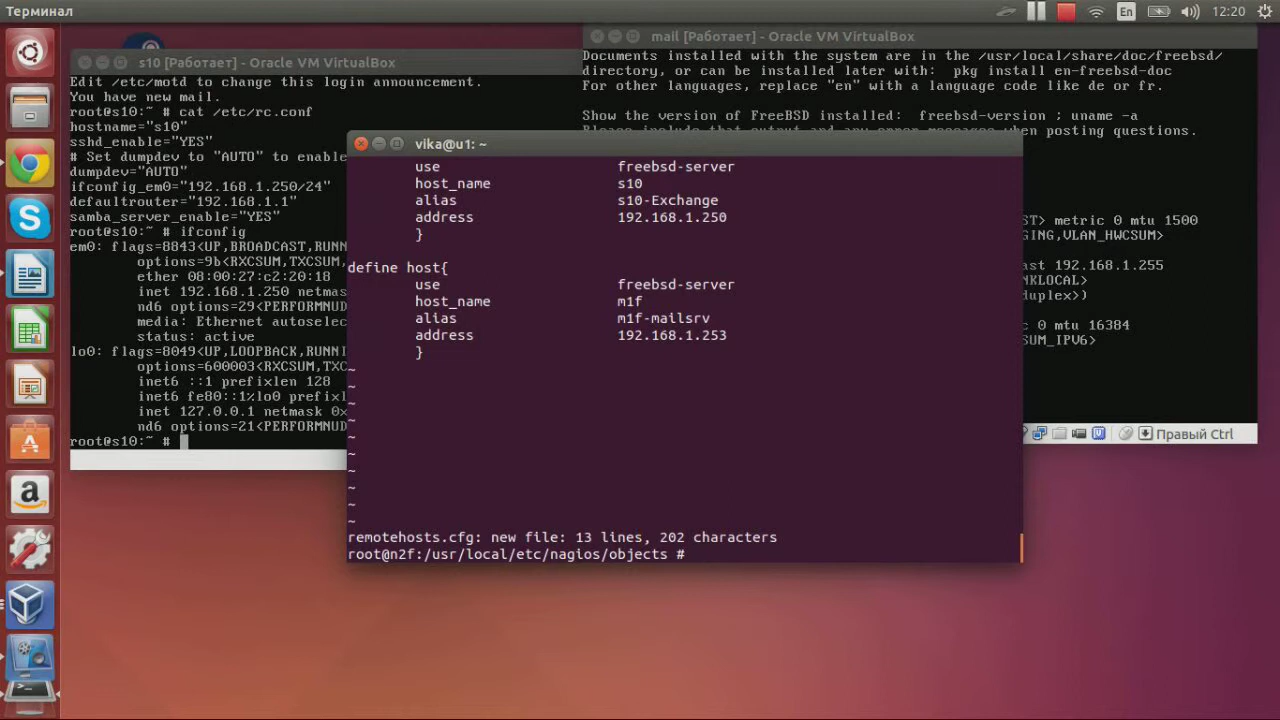 Терминал
En
12:20
s10 [Работает] - Oracle VM VirtualBox
Edit /etc/motd to change this login announcement.
You have new mail.
root@s10:~ # cat /etc/rc.conf
hostname="s10"
sshd_enable="YES"
# Set dumpdev to "AUTO" to enable
dumpdev="AUTO"
ifconfig_em0="192.168.1.250/24"
defaultrouter="192.168.1.1"
samba_server_enable="YES"
root@s10:~ # ifconfig
em0: flags=8843<UP,BROADCAST,RUNN
options=9b<RXCSUM,TXCSUM,
ether 08:00:27:c2:20:18
inet 192.168.1.250 netmas
nd6 options=29<PERFORMNUD
media: Ethernet autoselec
status: active
lo0: flags=8049<UP,LOOPBACK,RUNNI
options=600003<RXCSUM,TXC
inet6 ::1 prefixlen 128
inet6 fe80::1%lo0 prefixl
inet 127.0.0.1 netmask 0x
nd6 options=21<PERFORMNUD
root@s10:~ #
mail [Работает] - Oracle VM VirtualBox
Documents installed with the system are in the /usr/local/share/doc/freebsd/
directory, or can be installed later with:  pkg install en-freebsd-doc
For other languages, replace "en" with a language code like de or fr.
Show the version of FreeBSD installed:  freebsd-version ; uname -a
Please include that output and any error messages when posting questions.
ST> metric 0 mtu 1500
GING,VLAN_HWCSUM>
ast 192.168.1.255
NKLOCAL>
duplex>)
c 0 mtu 16384
SUM_IPV6>
Правый Ctrl
vika@u1: ~
use freebsd-server
host_name s10
alias s10-Exchange
address 192.168.1.250
}
define host{
use freebsd-server
host_name m1f
alias m1f-mallsrv
address 192.168.1.253
}
~
~
~
~
~
~
~
~
~
~
remotehosts.cfg: new file: 13 lines, 202 characters
root@n2f:/usr/local/etc/nagios/objects #